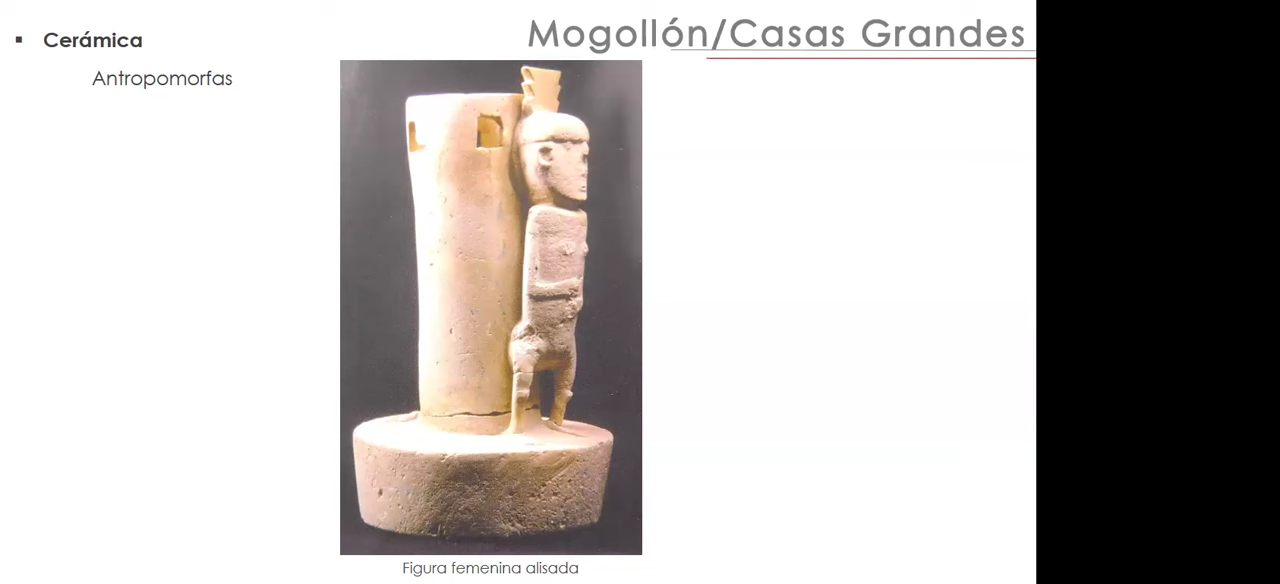 Mogollón/Casas Grandes
▪ Cerámica
Antropomorfas
Figura femenina alisada